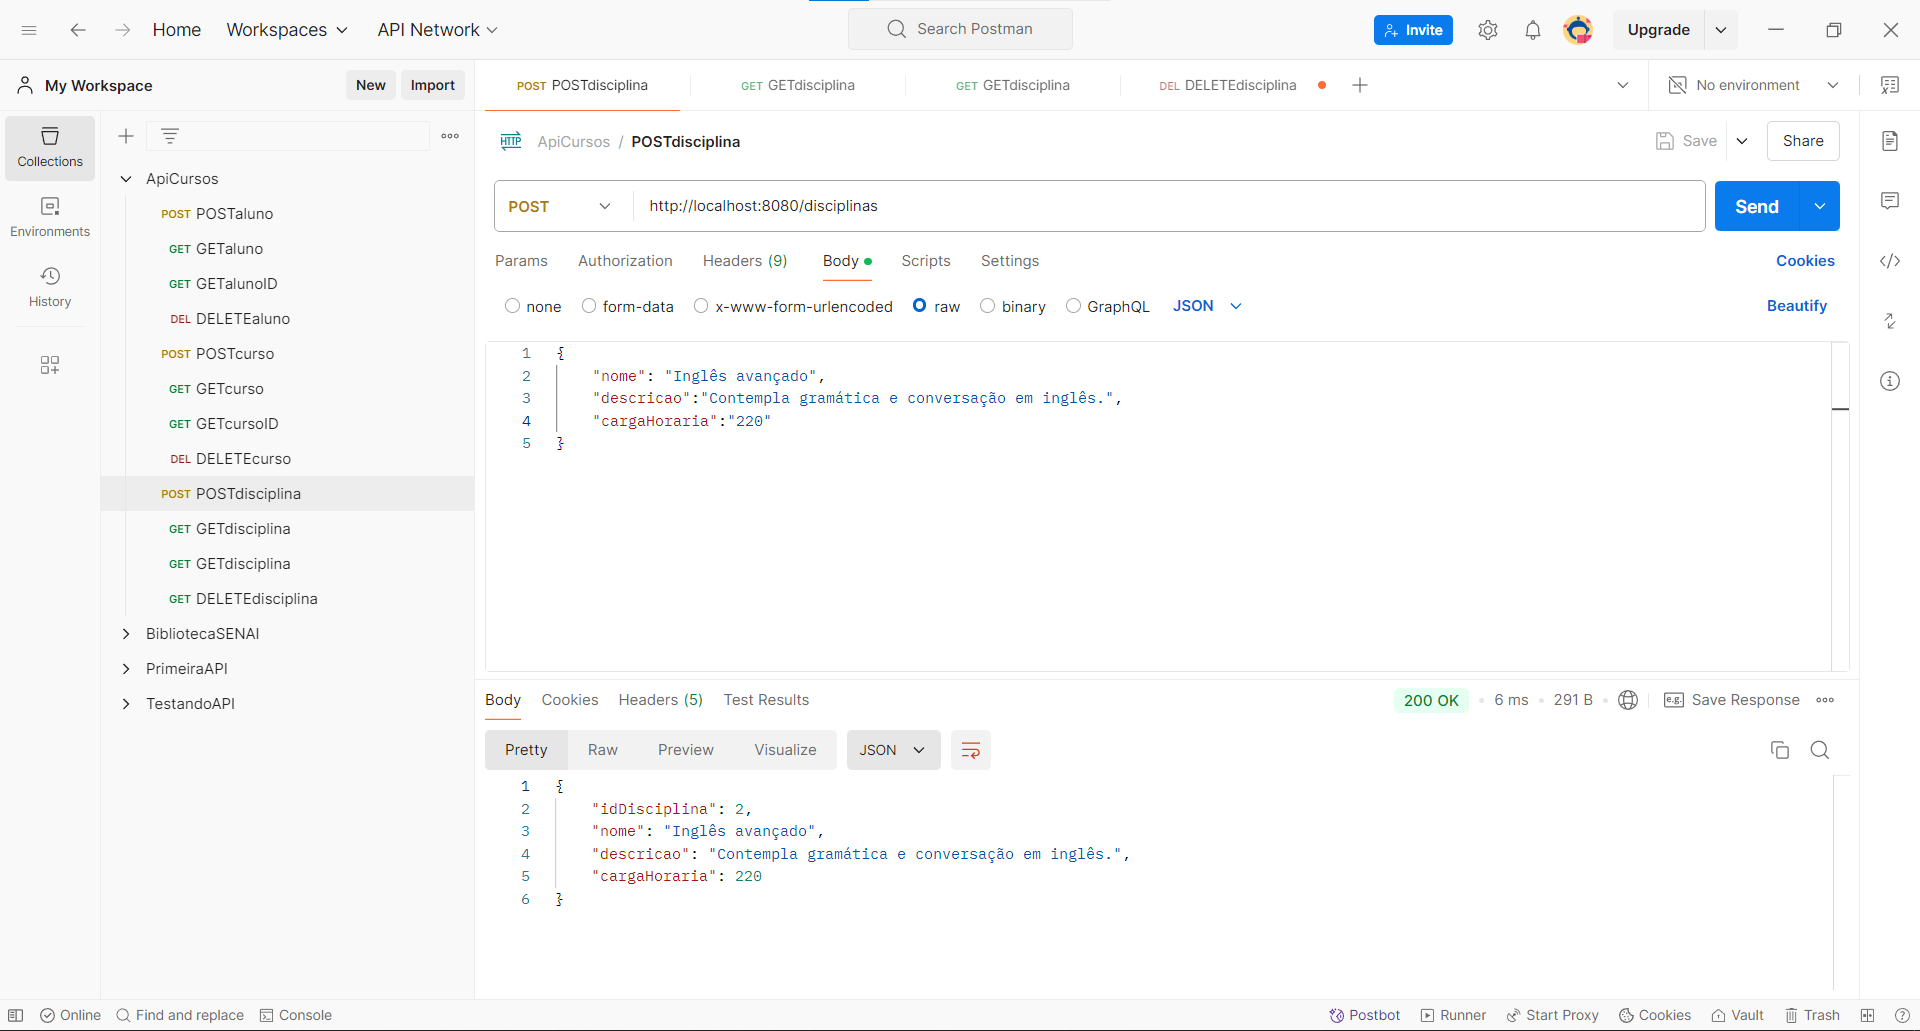 Home Workspaces API Network Search Postman Invite Upgrade
My Workspace New Import
POST POSTdisciplina GET GETdisciplina GET GETdisciplina DEL DELETEdisciplina No environment
Collections
Environments
History
ApiCursos
POST POSTaluno
GET GETaluno
GET GETalunoID
DEL DELETEaluno
POST POSTcurso
GET GETcurso
GET GETcursoID
DEL DELETEcurso
POST POSTdisciplina
GET GETdisciplina
GET GETdisciplina
GET DELETEdisciplina
BibliotecaSENAI
PrimeiraAPI
TestandoAPI
HTTP ApiCursos / POSTdisciplina Save Share
POST http://localhost:8080/disciplinas Send
Params Authorization Headers (9) Body Scripts Settings Cookies
none form-data x-www-form-urlencoded raw binary GraphQL JSON Beautify
1 {
2 "nome": "Inglês avançado",
3 "descricao":"Contempla gramática e conversação em inglês.",
4 "cargaHoraria":"220"
5 }
Body Cookies Headers (5) Test Results 200 OK 6 ms 291 B e.g. Save Response
Pretty Raw Preview Visualize JSON
1 {
2 "idDisciplina": 2,
3 "nome": "Inglês avançado",
4 "descricao": "Contempla gramática e conversação em inglês.",
5 "cargaHoraria": 220
6 }
Online Find and replace Console Postbot Runner Start Proxy Cookies Vault Trash